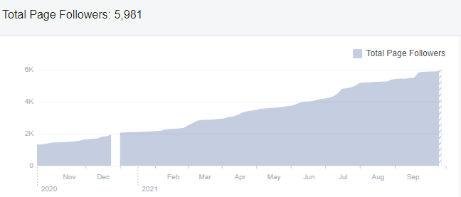 Total Page Followers: 5,981
Total Page Followers
6K
4K
2K
0
Nov Dec Feb Mar Apr May Jun Jul Aug Sep
2020 2021